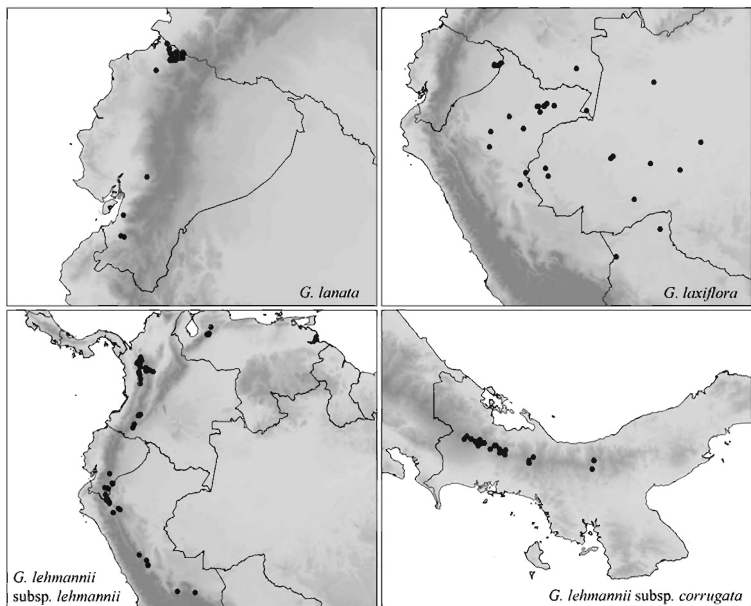 G. lanata
G. laxiflora
G. lehmannii
subsp. lehmannii
G. lehmannii subsp. corrugata